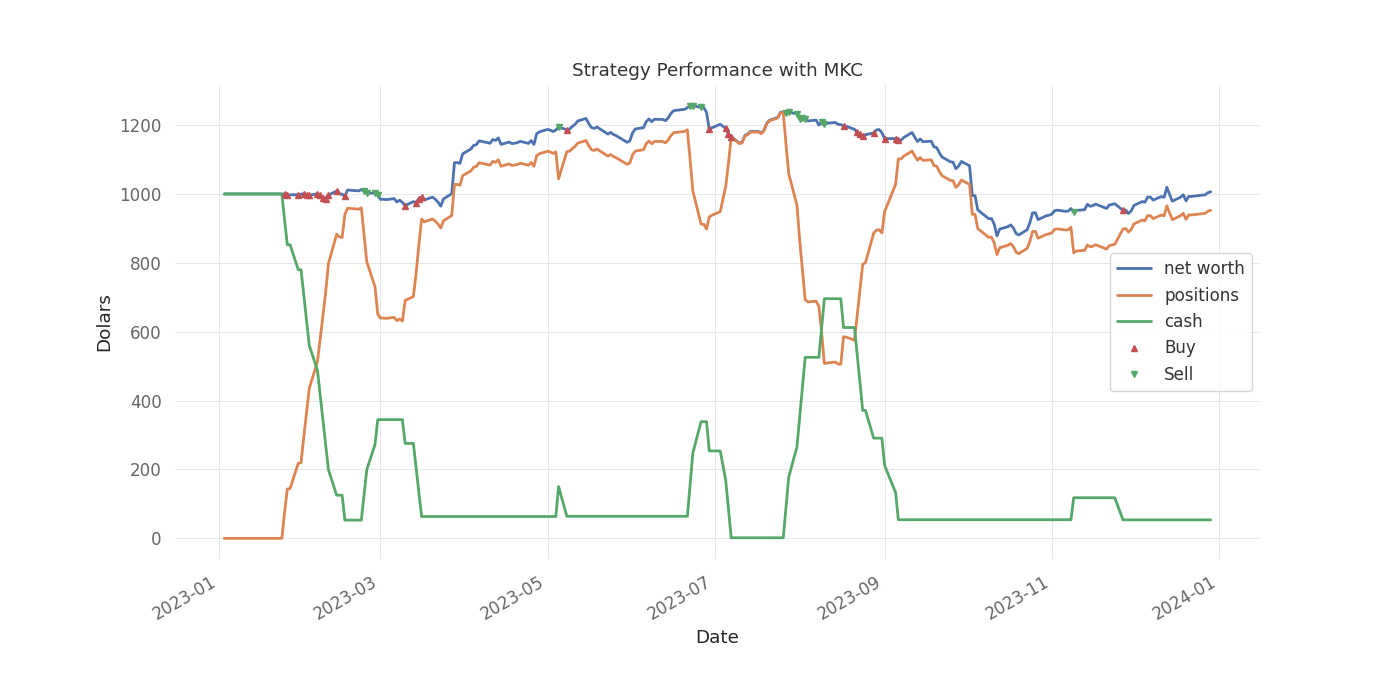 Strategy Performance with MKC
Dolars
1200
1000
800
600
400
200
0
net worth
positions
cash
Buy
Sell
2023-01
2023-03
2023-05
2023-07
2023-09
2023-11
2024-01
Date